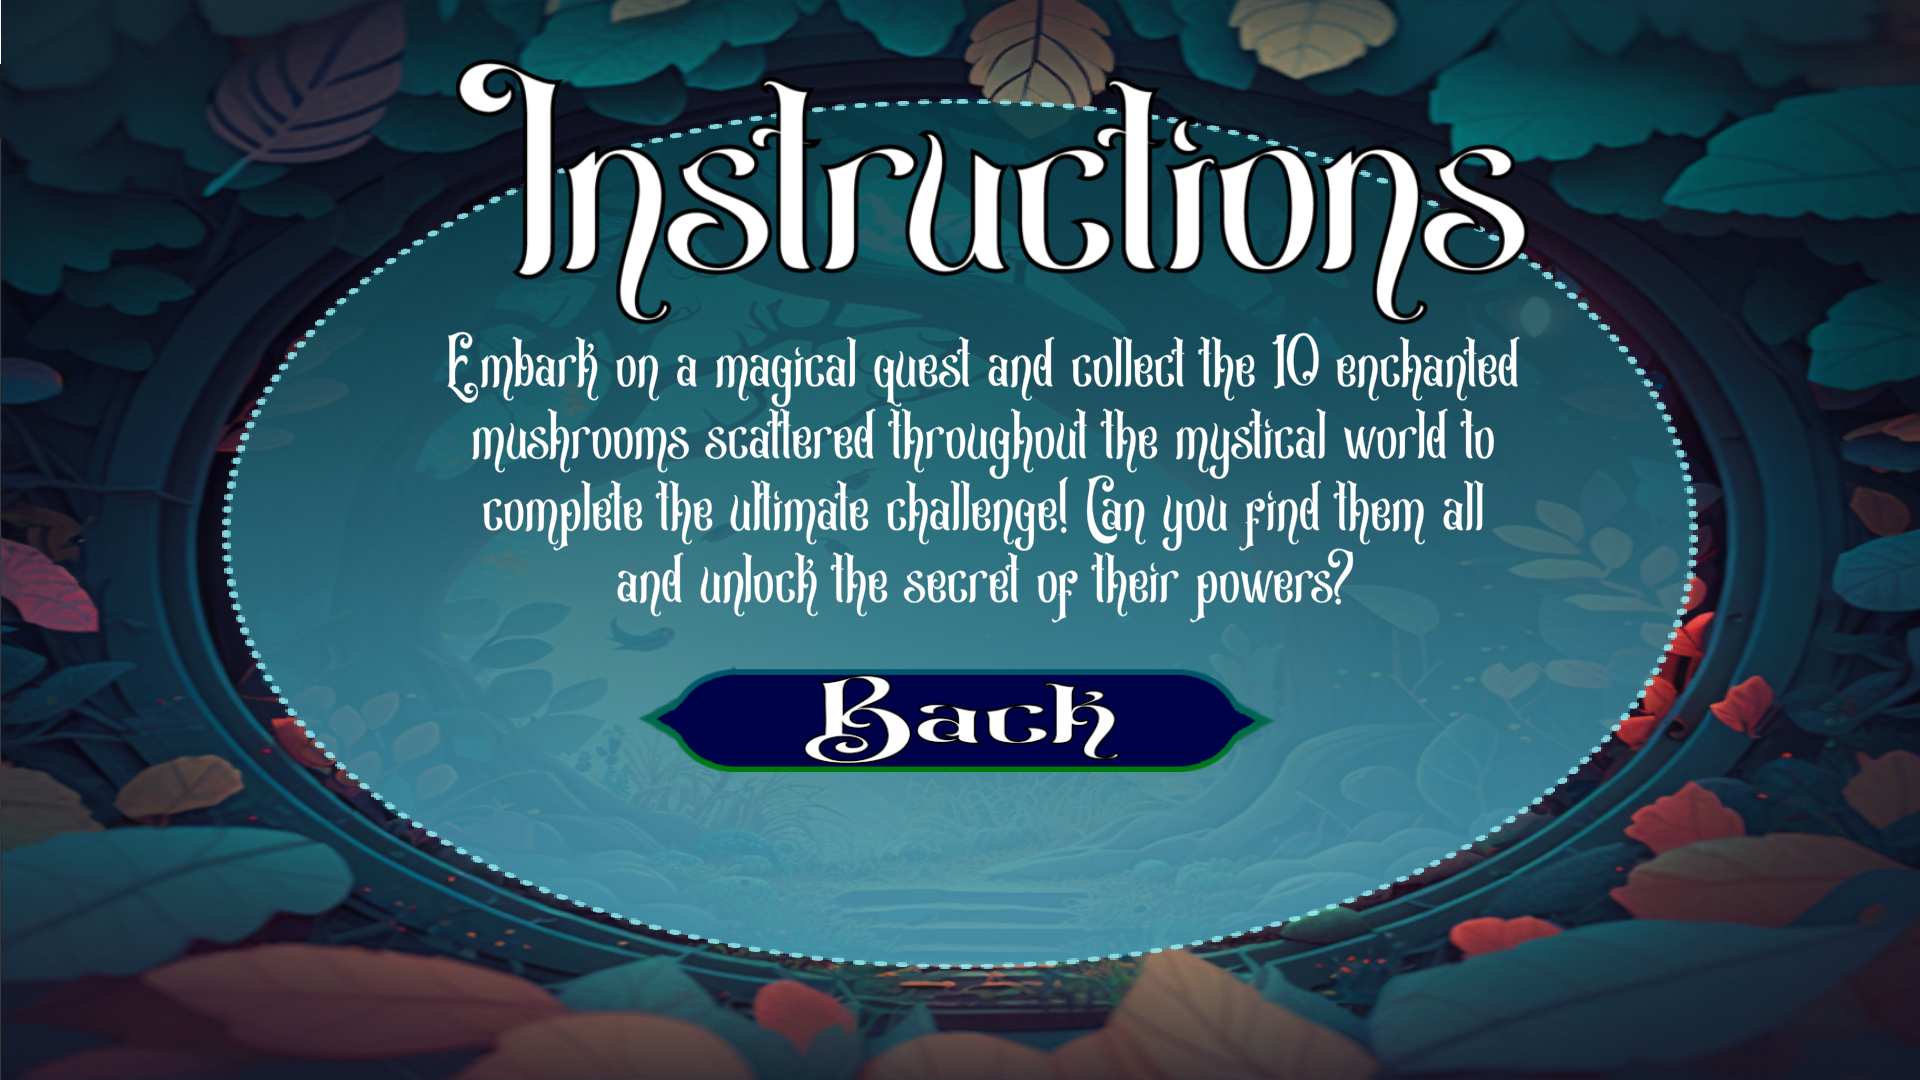 Instructions
Embark on a magical quest and collect the 10 enchanted
mushrooms scattered throughout the mystical world to
complete the ultimate challenge! Can you find them all
and unlock the secret of their powers?
Back